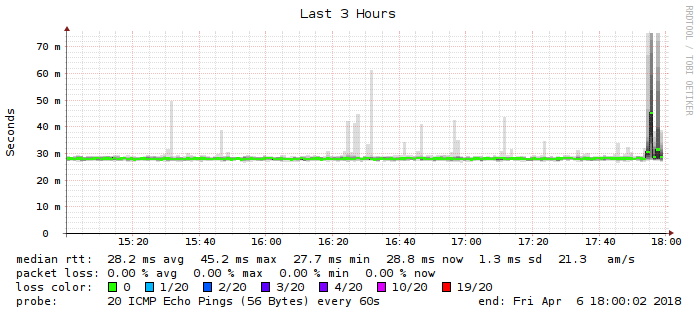 Last 3 Hours
RRDTOOL / TOBI OETIKER
Seconds
70 m
60 m
50 m
40 m
30 m
20 m
10 m
0
15:20 15:40 16:00 16:20 16:40 17:00 17:20 17:40 18:00
median rtt: 28.2 ms avg 45.2 ms max 27.7 ms min 28.8 ms now 1.3 ms sd 21.3 am/s
packet loss: 0.00 % avg 0.00 % max 0.00 % min 0.00 % now
loss color: 0 1/20 2/20 3/20 4/20 10/20 19/20
probe: 20 ICMP Echo Pings (56 Bytes) every 60s end: Fri Apr 6 18:00:02 2018